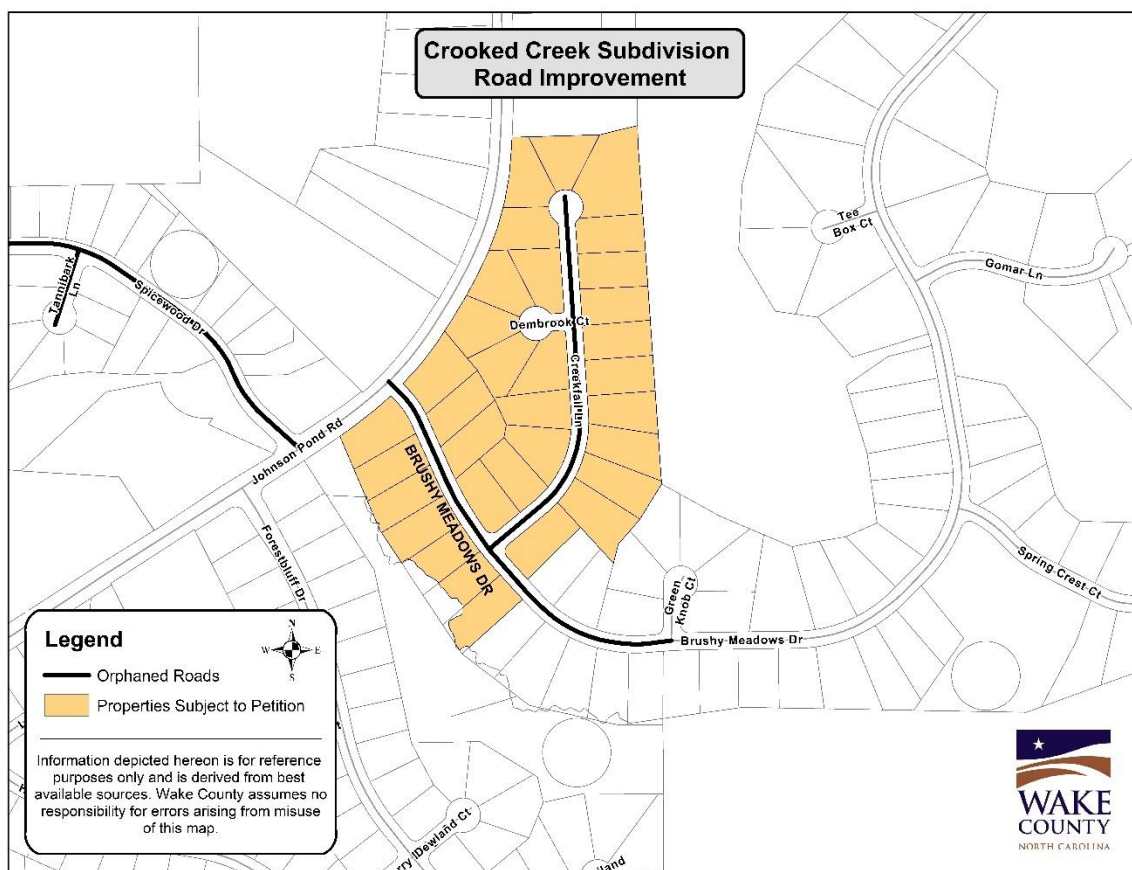 Crooked Creek Subdivision
Road Improvement
Tee
Box Ct
Gomar Ln
Tannibark
Ln
Spicewood Dr
Dembrook Ct
Creekfall Ln
Johnson Pond Rd
BRUSHY MEADOWS DR
Forestbluff Dr
Green
Knob Ct
Spring Crest Ct
Brushy Meadows Dr
Legend
N
W
E
S
Orphaned Roads
Properties Subject to Petition
Information depicted hereon is for reference
purposes only and is derived from best
available sources. Wake County assumes no
responsibility for errors arising from misuse
of this map.
Dewland Ct
WAKE
COUNTY
NORTH CAROLINA